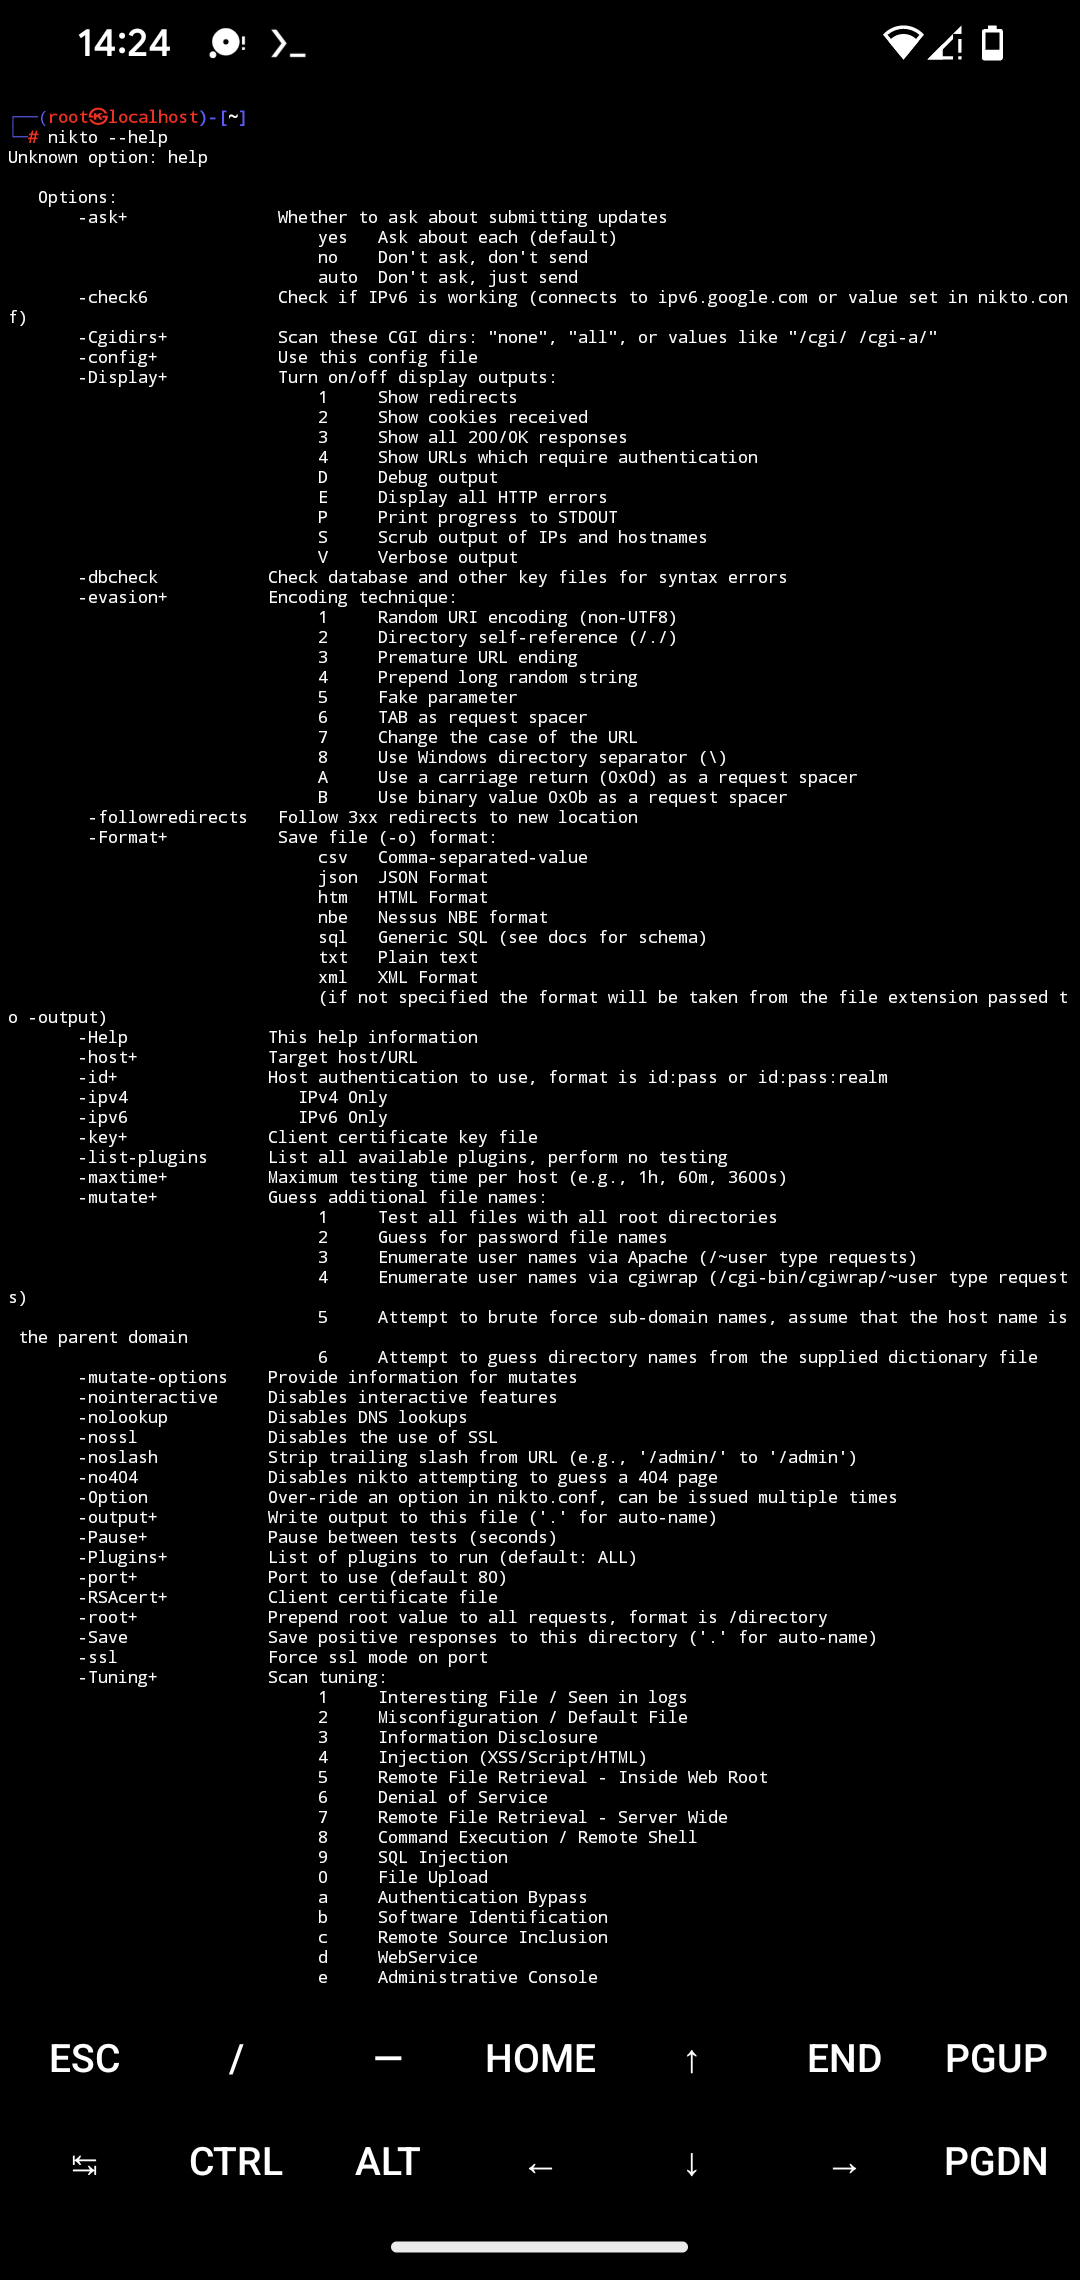 14:24
┌──(root㉿localhost)-[~]
└─# nikto --help
Unknown option: help

   Options:
       -ask+               Whether to ask about submitting updates
                               yes   Ask about each (default)
                               no    Don't ask, don't send
                               auto  Don't ask, just send
       -check6             Check if IPv6 is working (connects to ipv6.google.com or value set in nikto.con
f)
       -Cgidirs+           Scan these CGI dirs: "none", "all", or values like "/cgi/ /cgi-a/"
       -config+            Use this config file
       -Display+           Turn on/off display outputs:
                               1     Show redirects
                               2     Show cookies received
                               3     Show all 200/OK responses
                               4     Show URLs which require authentication
                               D     Debug output
                               E     Display all HTTP errors
                               P     Print progress to STDOUT
                               S     Scrub output of IPs and hostnames
                               V     Verbose output
       -dbcheck           Check database and other key files for syntax errors
       -evasion+          Encoding technique:
                               1     Random URI encoding (non-UTF8)
                               2     Directory self-reference (/./)
                               3     Premature URL ending
                               4     Prepend long random string
                               5     Fake parameter
                               6     TAB as request spacer
                               7     Change the case of the URL
                               8     Use Windows directory separator (\)
                               A     Use a carriage return (0x0d) as a request spacer
                               B     Use binary value 0x0b as a request spacer
        -followredirects   Follow 3xx redirects to new location
        -Format+           Save file (-o) format:
                               csv   Comma-separated-value
                               json  JSON Format
                               htm   HTML Format
                               nbe   Nessus NBE format
                               sql   Generic SQL (see docs for schema)
                               txt   Plain text
                               xml   XML Format
                               (if not specified the format will be taken from the file extension passed t
o -output)
       -Help              This help information
       -host+             Target host/URL
       -id+               Host authentication to use, format is id:pass or id:pass:realm
       -ipv4                 IPv4 Only
       -ipv6                 IPv6 Only
       -key+              Client certificate key file
       -list-plugins      List all available plugins, perform no testing
       -maxtime+          Maximum testing time per host (e.g., 1h, 60m, 3600s)
       -mutate+           Guess additional file names:
                               1     Test all files with all root directories
                               2     Guess for password file names
                               3     Enumerate user names via Apache (/~user type requests)
                               4     Enumerate user names via cgiwrap (/cgi-bin/cgiwrap/~user type request
s)
                               5     Attempt to brute force sub-domain names, assume that the host name is
 the parent domain
                               6     Attempt to guess directory names from the supplied dictionary file
       -mutate-options    Provide information for mutates
       -nointeractive     Disables interactive features
       -nolookup          Disables DNS lookups
       -nossl             Disables the use of SSL
       -noslash           Strip trailing slash from URL (e.g., '/admin/' to '/admin')
       -no404             Disables nikto attempting to guess a 404 page
       -Option            Over-ride an option in nikto.conf, can be issued multiple times
       -output+           Write output to this file ('.' for auto-name)
       -Pause+            Pause between tests (seconds)
       -Plugins+          List of plugins to run (default: ALL)
       -port+             Port to use (default 80)
       -RSAcert+          Client certificate file
       -root+             Prepend root value to all requests, format is /directory
       -Save              Save positive responses to this directory ('.' for auto-name)
       -ssl               Force ssl mode on port
       -Tuning+           Scan tuning:
                               1     Interesting File / Seen in logs
                               2     Misconfiguration / Default File
                               3     Information Disclosure
                               4     Injection (XSS/Script/HTML)
                               5     Remote File Retrieval - Inside Web Root
                               6     Denial of Service
                               7     Remote File Retrieval - Server Wide
                               8     Command Execution / Remote Shell
                               9     SQL Injection
                               0     File Upload
                               a     Authentication Bypass
                               b     Software Identification
                               c     Remote Source Inclusion
                               d     WebService
                               e     Administrative Console
ESC / — HOME ↑ END PGUP
↹ CTRL ALT ← ↓ → PGDN